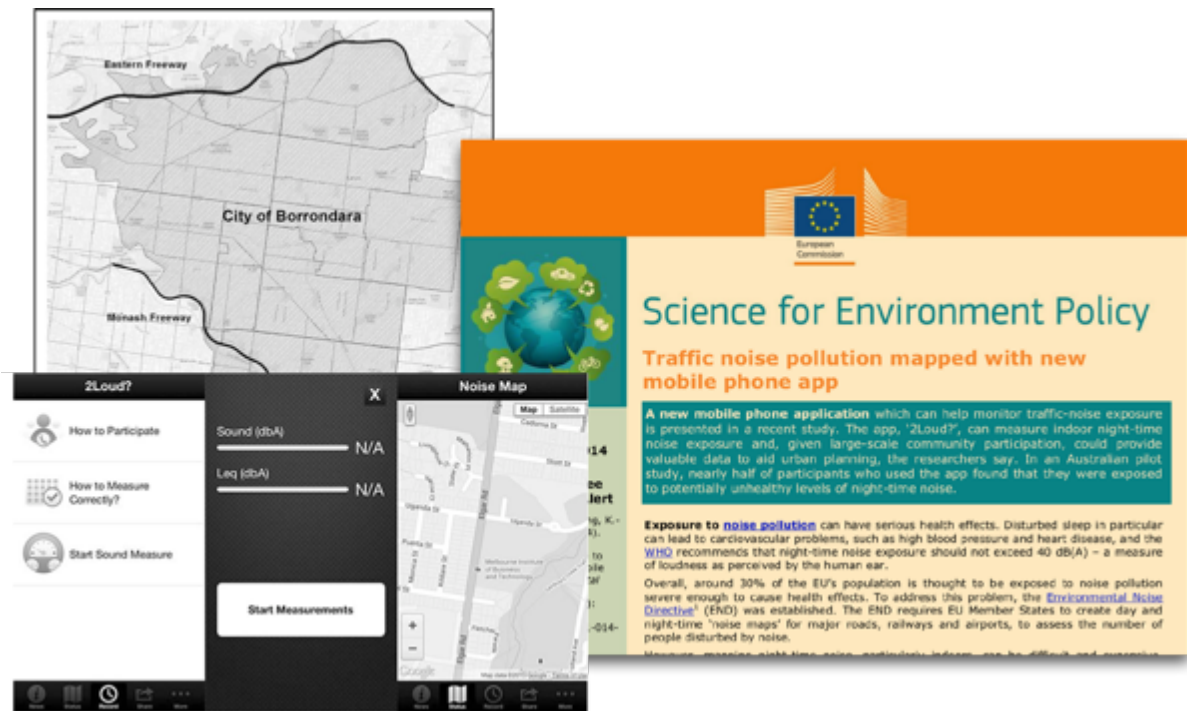 Eastern Freeway
City of Borrondara
Monash Freeway
2Loud?
How to Participate
How to Measure
Correctly?
Start Sound Measure
X
Sound (dbA)
N/A
Leq (dbA)
N/A
Start Measurements
Noise Map
Map Satellite
Elgar Rd
Uganda St
Melbourne Institute
of Business
and Technology
Elgar Rd
+
−
Google
European
Commission
Science for Environment Policy
Traffic noise pollution mapped with new
mobile phone app
A new mobile phone application which can help monitor traffic-noise exposure
is presented in a recent study. The app, '2Loud?', can measure indoor night-time
noise exposure and, given large-scale community participation, could provide
valuable data to aid urban planning, the researchers say. In an Australian pilot
study, nearly half of participants who used the app found that they were exposed
to potentially unhealthy levels of night-time noise.
Exposure to noise pollution can have serious health effects. Disturbed sleep in particular
can lead to cardiovascular problems, such as high blood pressure and heart disease, and the
WHO recommends that night-time noise exposure should not exceed 40 dB(A) – a measure
of loudness as perceived by the human ear.
Overall, around 30% of the EU's population is thought to be exposed to noise pollution
severe enough to cause health effects. To address this problem, the Environmental Noise
Directive¹ (END) was established. The END requires EU Member States to create day and
night-time 'noise maps' for major roads, railways and airports, to assess the number of
people disturbed by noise.